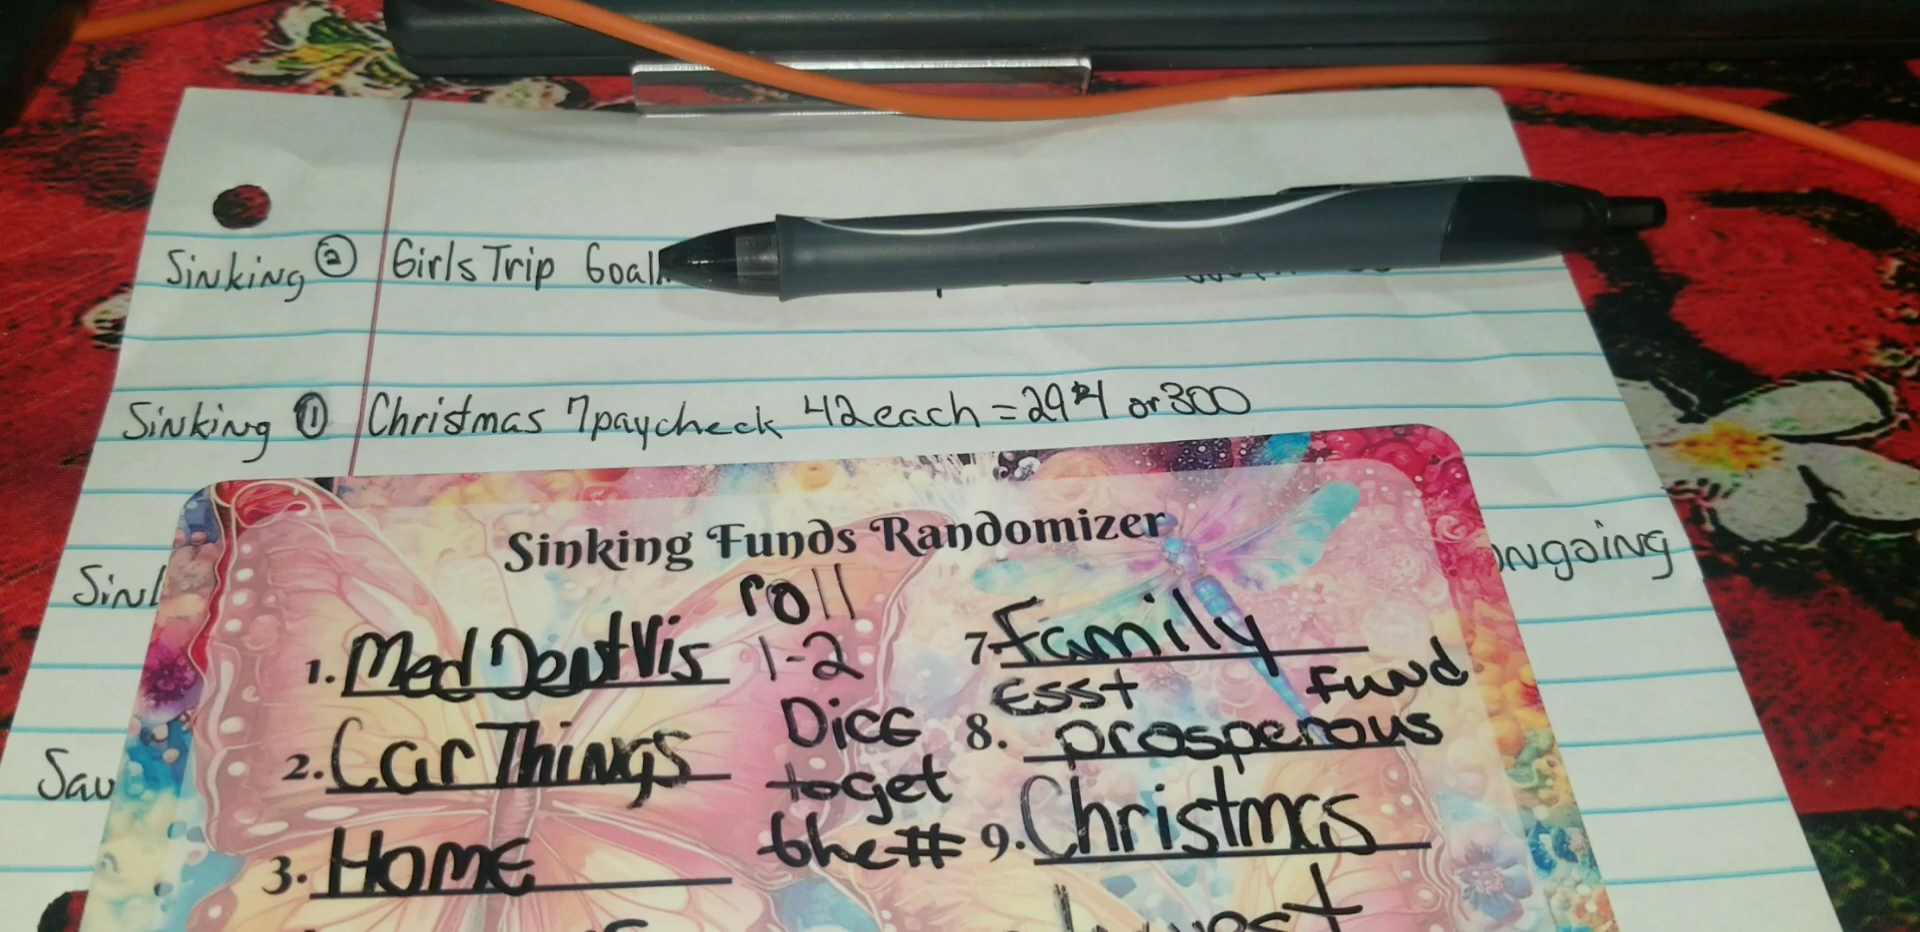 Sinking ② Girls Trip Goal
Sinking ① Christmas 7paycheck 42each = 294 or 300
ongoing
Sinking Funds Randomizer
roll
1-2
Dice
to get
the #
1. Med Dent Vis
2. Car Things
3. Home
7. Family
Esst Fund
8. prosperous
9. Christmas